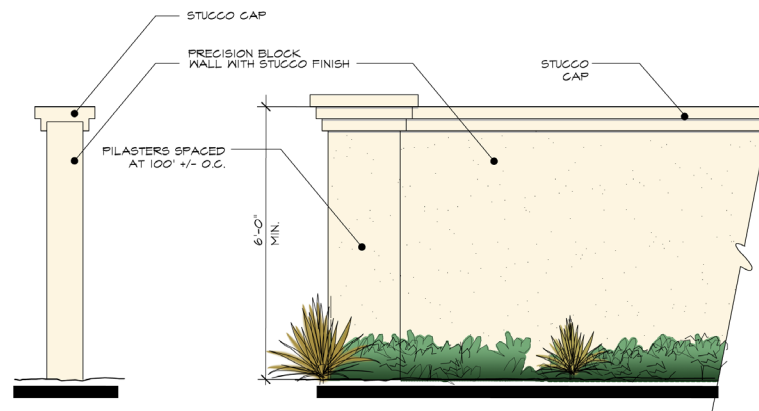 STUCCO CAP
PRECISION BLOCK
WALL WITH STUCCO FINISH
STUCCO
CAP
PILASTERS SPACED
AT 100' +/- O.C.
6'-0"
MIN.